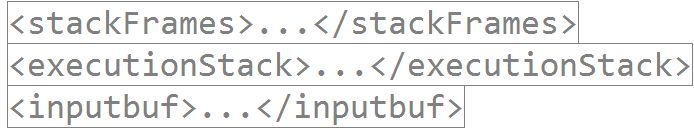 <stackFrames>...</stackFrames>
<executionStack>...</executionStack>
<inputbuf>...</inputbuf>